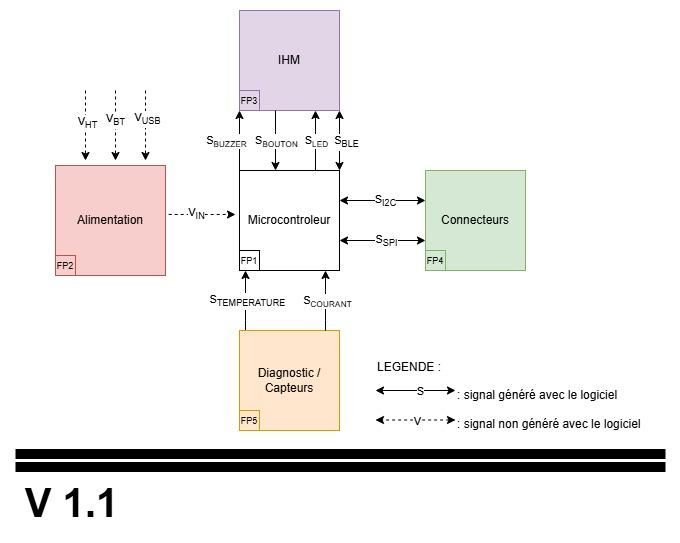 IHM
FP3
VHT
VBT
VUSB
SBUZZER
SBOUTON
SLED
SBLE
Alimentation
FP2
VIN
Microcontroleur
FP1
SI2C
SSPI
Connecteurs
FP4
STEMPERATURE
SCOURANT
Diagnostic /
Capteurs
FP5
LEGENDE :
S : signal généré avec le logiciel
V : signal non généré avec le logiciel
V 1.1